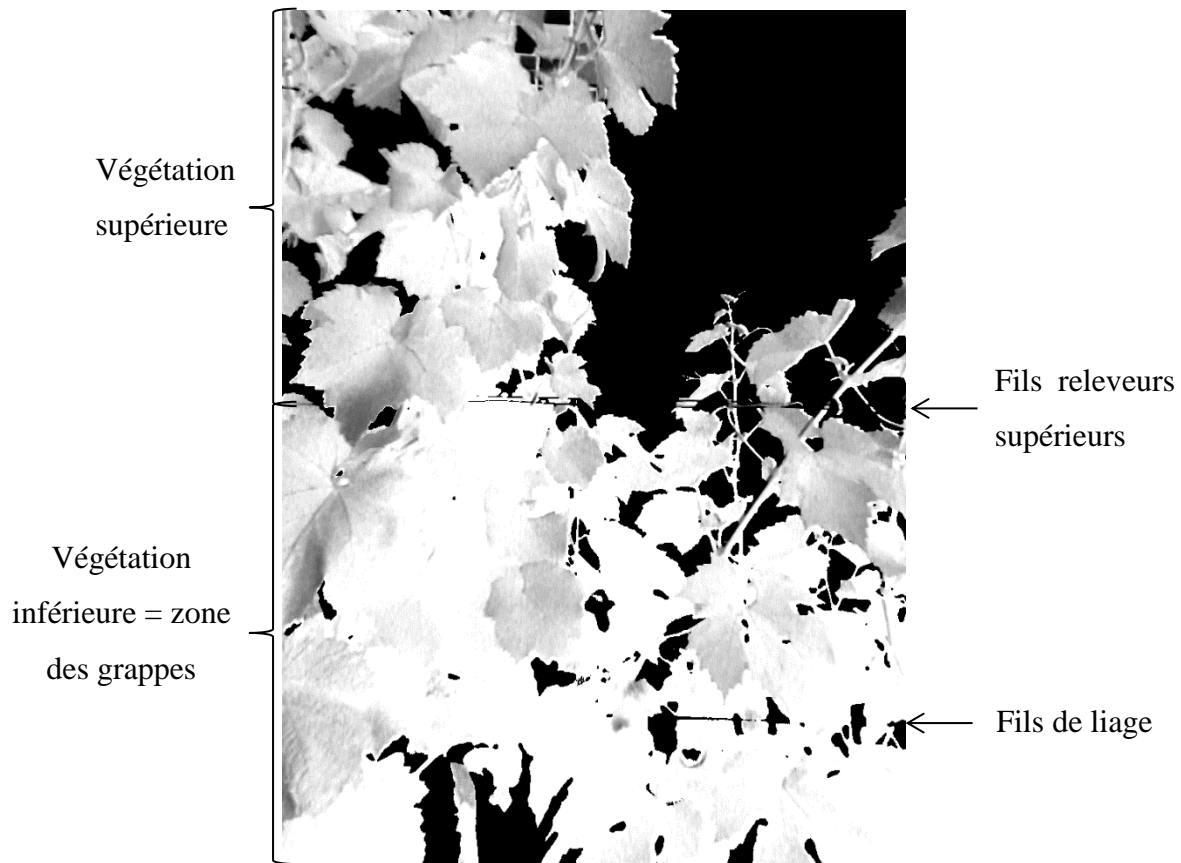 Végétation
supérieure
Fils releveurs
supérieurs
Végétation
inférieure = zone
des grappes
Fils de liage